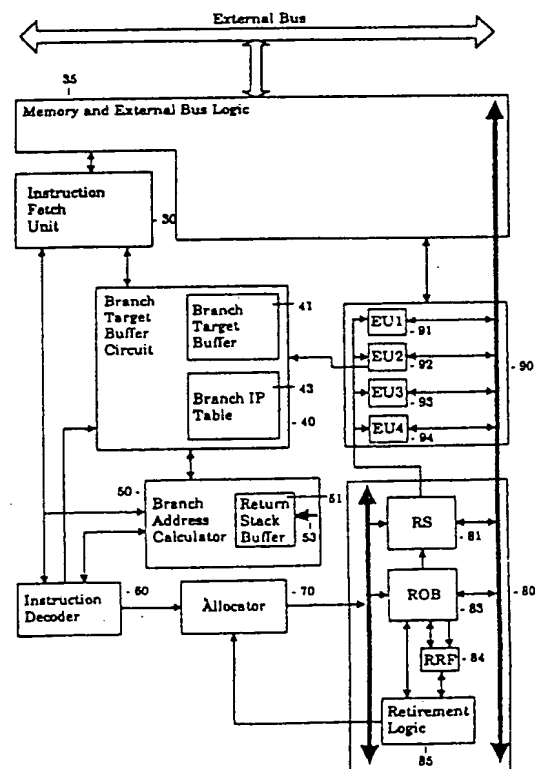 External Bus
35
Memory and External Bus Logic
Instruction
Fetch
Unit
30
Branch
Target
Buffer
Circuit
Branch
Target
Buffer
41
Branch IP
Table
43
40
EU1
91
EU2
92
EU3
93
EU4
94
90
50
Branch
Address
Calculator
Return
Stack
Buffer
51
53
RS
81
Instruction
Decoder
60
Allocator
70
ROB
83
80
RRF
84
Retirement
Logic
85